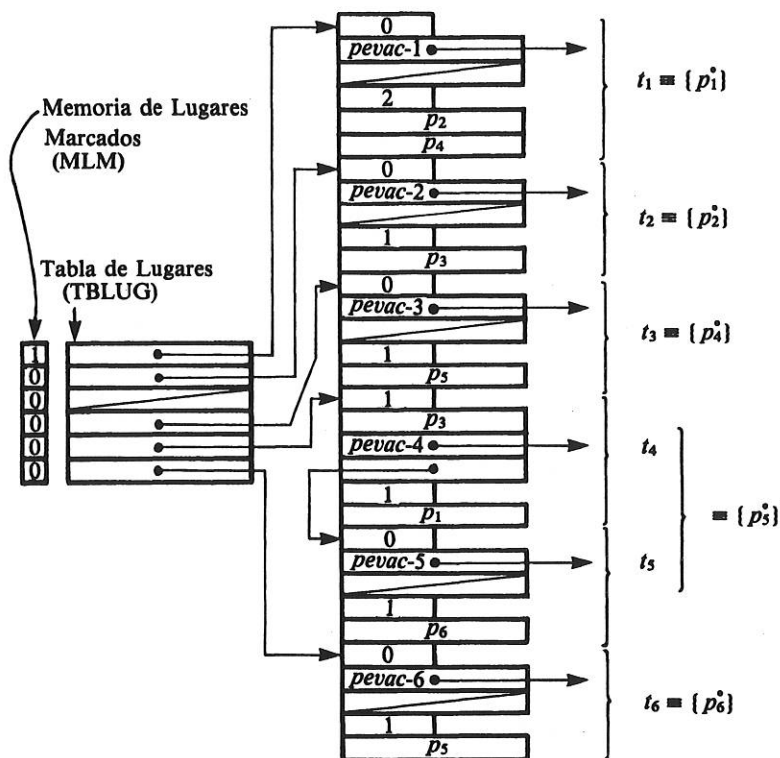 Memoria de Lugares
Marcados
(MLM)
Tabla de Lugares
(TBLUG)
1
0
0
0
0
0
0
pevac-1
2
p₂
p₄
t₁ ≡ {p₁•}
0
pevac-2
1
p₃
t₂ ≡ {p₂•}
0
pevac-3
1
p₅
t₃ ≡ {p₄•}
1
p₃
pevac-4
1
p₁
t₄
≡ {p₅•}
0
pevac-5
1
p₆
t₅
0
pevac-6
1
p₅
t₆ ≡ {p₆•}